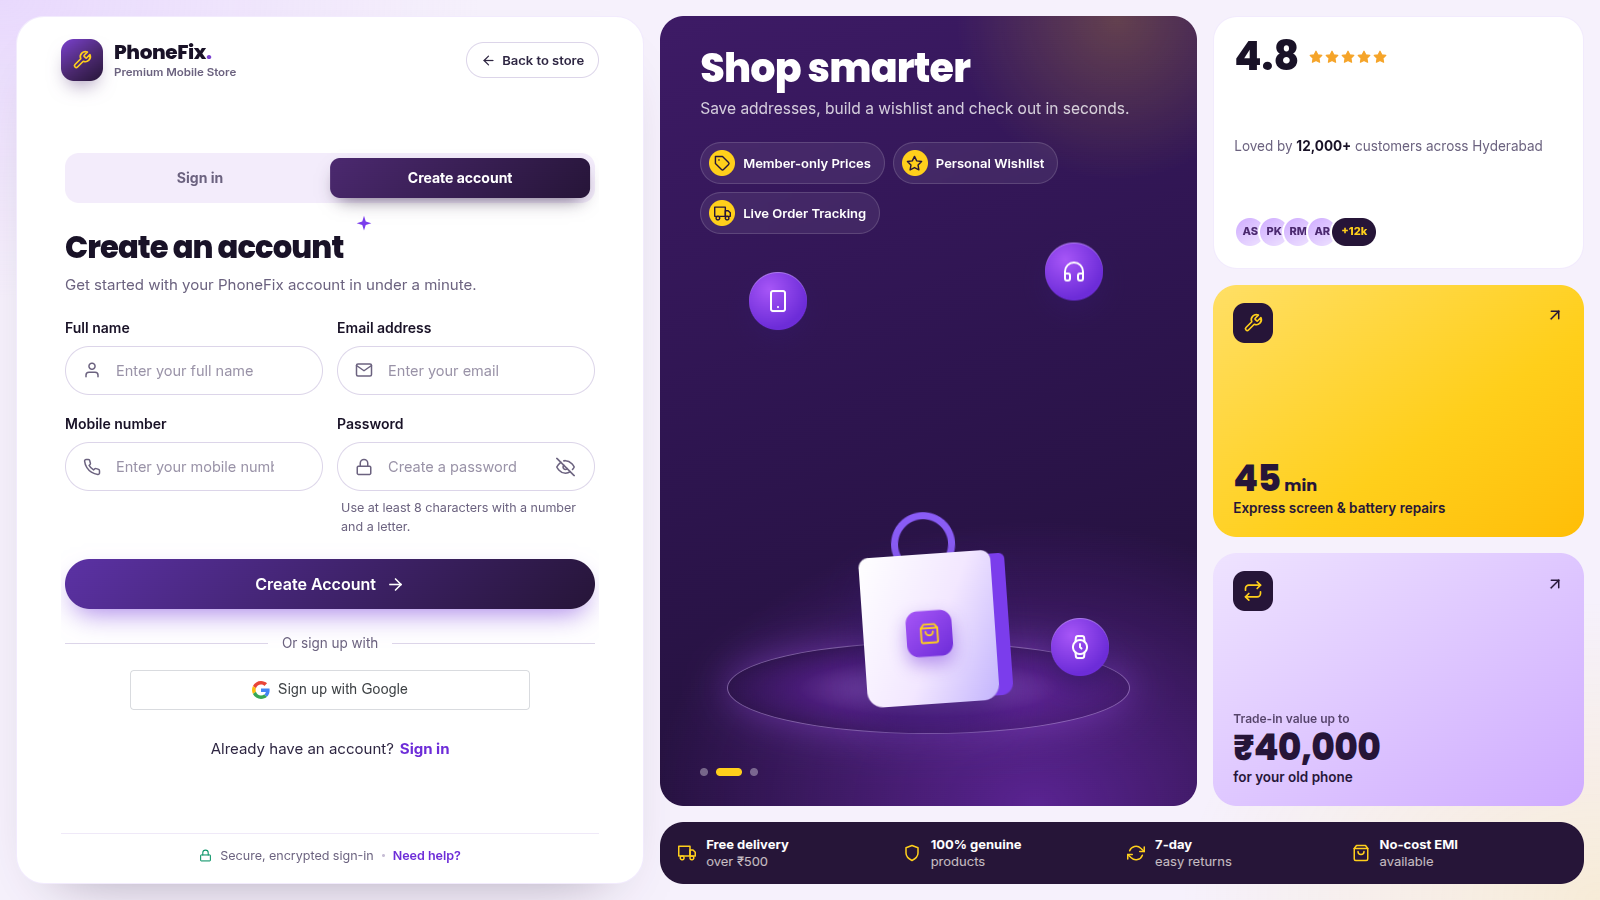 PhoneFix.
Premium Mobile Store
Back to store
Sign in
Create account
Create an account
Get started with your PhoneFix account in under a minute.
Full name
Email address
Enter your full name
Enter your email
Mobile number
Password
Enter your mobile numb
Create a password
Use at least 8 characters with a number
and a letter.
Create Account
Or sign up with
Sign up with Google
Already have an account? Sign in
Secure, encrypted sign-in • Need help?
Shop smarter
Save addresses, build a wishlist and check out in seconds.
Member-only Prices
Personal Wishlist
Live Order Tracking
4.8
Loved by 12,000+ customers across Hyderabad
AS PK RM AR +12k
45 min
Express screen & battery repairs
Trade-in value up to
₹40,000
for your old phone
Free delivery
over ₹500
100% genuine
products
7-day
easy returns
No-cost EMI
available